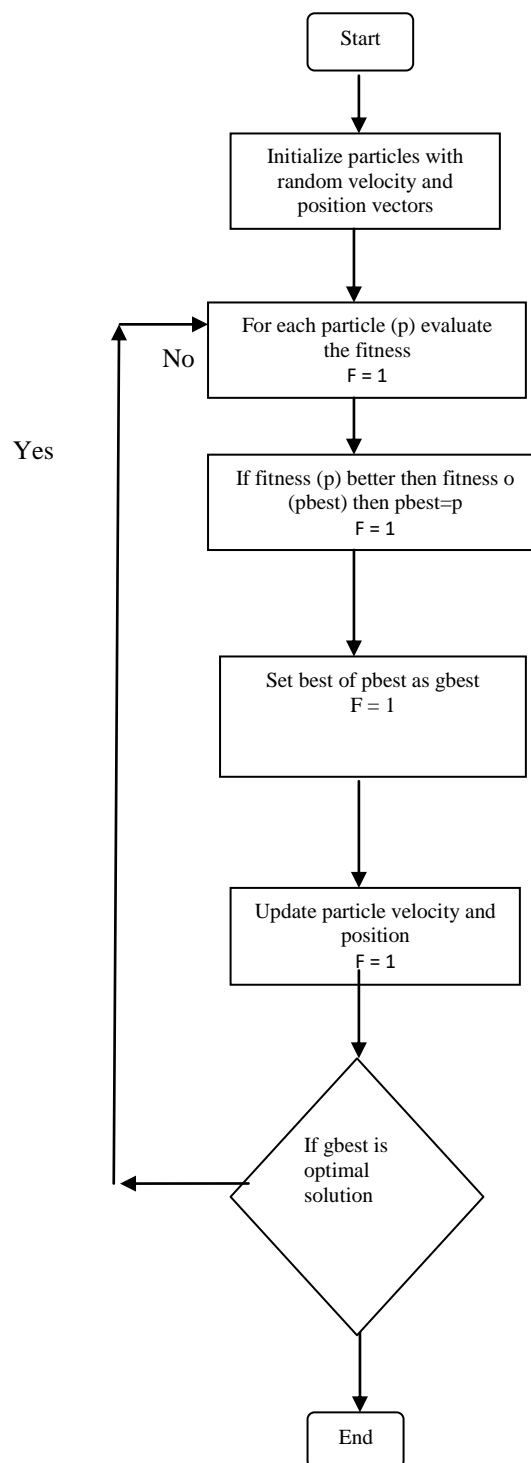 Start
Initialize particles with
random velocity and
position vectors
For each particle (p) evaluate
the fitness
F = 1
No
Yes
If fitness (p) better then fitness o
(pbest) then pbest=p
F = 1
Set best of pbest as gbest
F = 1
Update particle velocity and
position
F = 1
If gbest is
optimal
solution
End